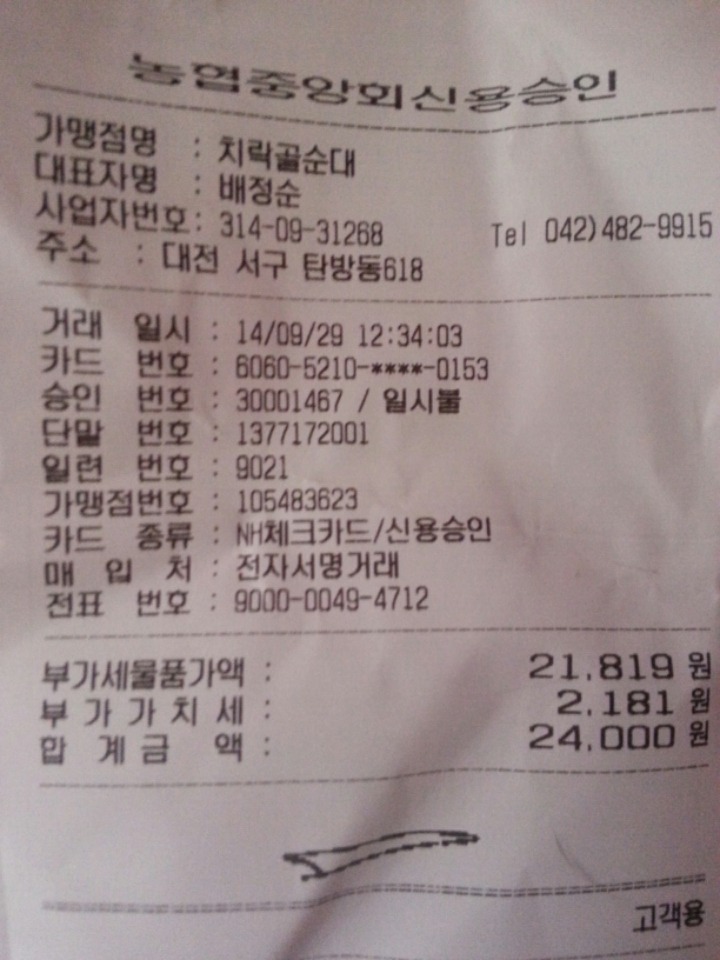 농협중앙회신용승인
가맹점명 : 치락골순대
대표자명 : 배정순
사업자번호: 314-09-31268 Tel 042)482-9915
주소 : 대전 서구 탄방동618
거래 일시 : 14/09/29 12:34:03
카드 번호 : 6060-5210-****-0153
승인 번호 : 30001467 / 일시불
단말 번호 : 1377172001
일련 번호 : 9021
가맹점번호 : 105483623
카드 종류 : NH체크카드/신용승인
매 입 처 : 전자서명거래
전표 번호 : 9000-0049-4712
부가세물품가액 : 21,819 원
부 가 가 치 세 : 2,181 원
합 계 금 액 : 24,000 원
고객용